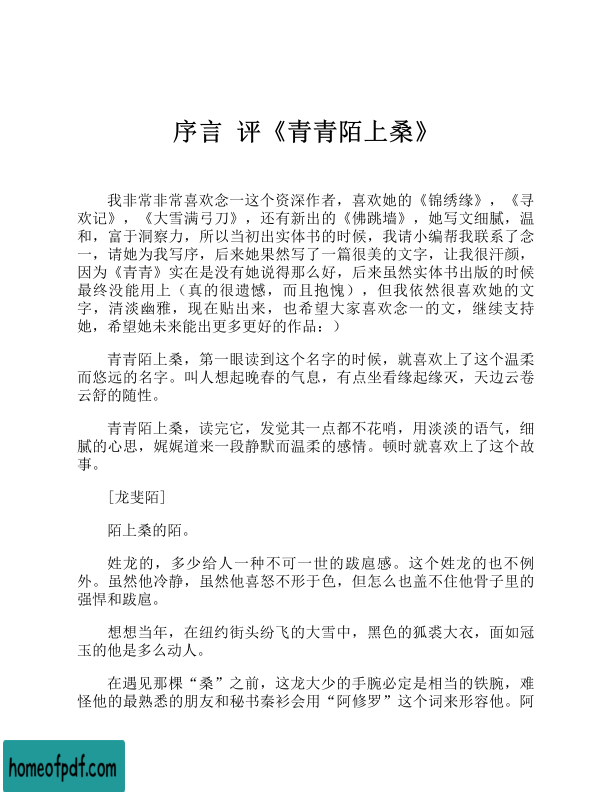 序言 评《青青陌上桑》
我非常非常喜欢念一这个资深作者，喜欢她的《锦绣缘》，《寻
欢记》，《大雪满弓刀》，还有新出的《佛跳墙》，她写文细腻，温
和，富于洞察力，所以当初出实体书的时候，我请小编帮我联系了念
一，请她为我写序，后来她果然写了一篇很美的文字，让我很汗颜，
因为《青青》实在是没有她说得那么好，后来虽然实体书出版的时候
最终没能用上（真的很遗憾，而且抱愧），但我依然很喜欢她的文
字，清淡幽雅，现在贴出来，也希望大家喜欢念一的文，继续支持
她，希望她未来能出更多更好的作品：）
青青陌上桑，第一眼读到这个名字的时候，就喜欢上了这个温柔
而悠远的名字。叫人想起晚春的气息，有点坐看缘起缘灭，天边云卷
云舒的随性。
青青陌上桑，读完它，发觉其一点都不花哨，用淡淡的语气，细
腻的心思，娓娓道来一段静默而温柔的感情。顿时就喜欢上了这个故
事。
[龙斐陌]
陌上桑的陌。
姓龙的，多少给人一种不可一世的跋扈感。这个姓龙的也不例
外。虽然他冷静，虽然他喜怒不形于色，但怎么也盖不住他骨子里的
强悍和跋扈。
想想当年，在纽约街头纷飞的大雪中，黑色的狐裘大衣，面如冠
玉的他是多么动人。
在遇见那棵“桑”之前，这龙大少的手腕必定是相当的铁腕，难
怪他的最熟悉的朋友和秘书秦衫会用“阿修罗”这个词来形容他。阿
homeofpdf.com